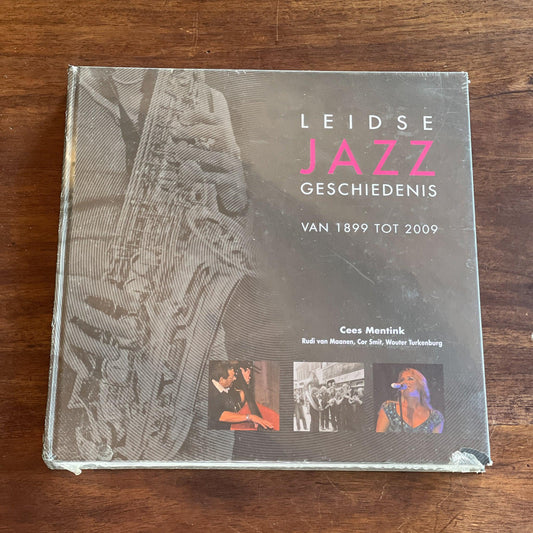 LEIDSE
JAZZ
GESCHIEDENIS
VAN 1899 TOT 2009
Cees Mentink
Rudi van Maanen, Cor Smit, Wouter Turkenburg